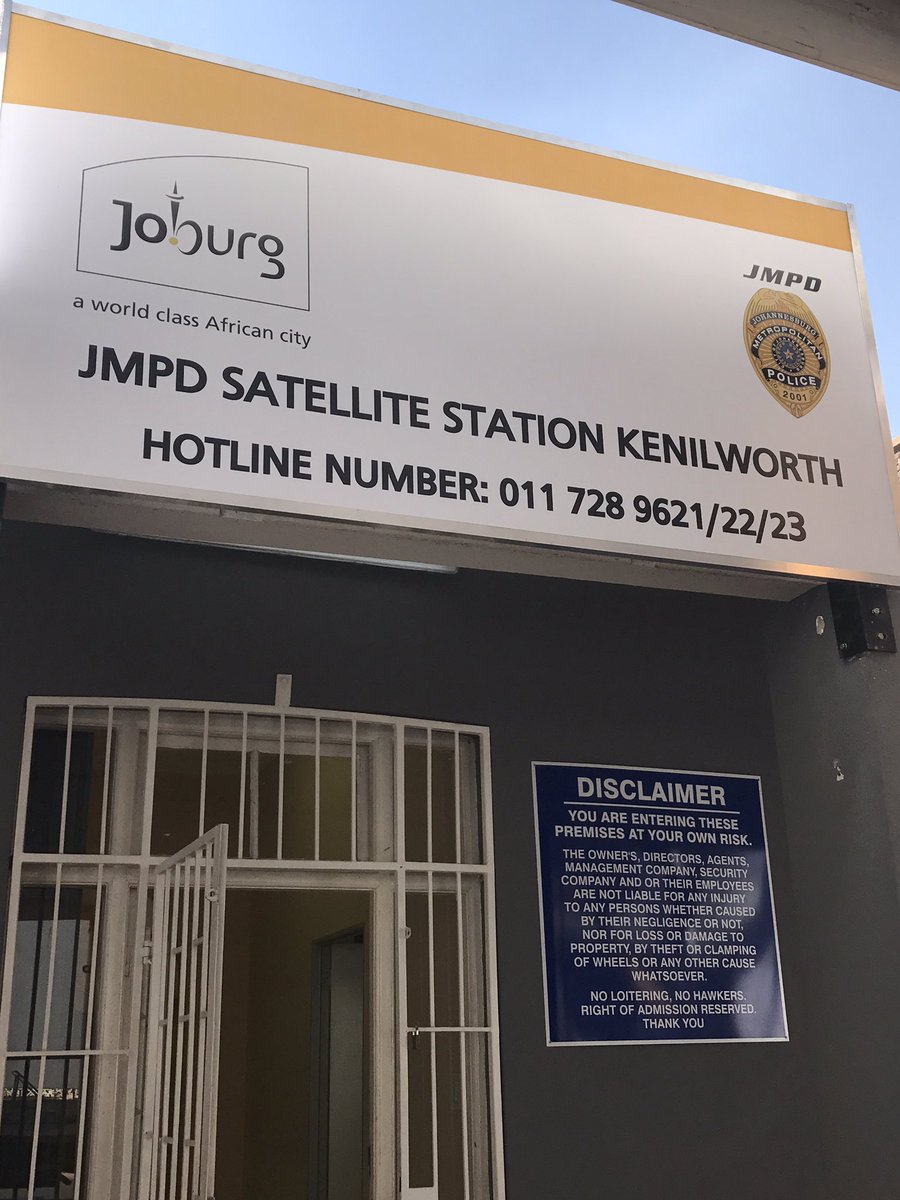 Joburg
a world class African city
JMPD
JOHANNESBURG
METROPOLITAN
POLICE
2001
JMPD SATELLITE STATION KENILWORTH
HOTLINE NUMBER: 011 728 9621/22/23
DISCLAIMER
YOU ARE ENTERING THESE
PREMISES AT YOUR OWN RISK.
THE OWNER'S, DIRECTORS, AGENTS,
MANAGEMENT COMPANY, SECURITY
COMPANY AND OR THEIR EMPLOYEES
ARE NOT LIABLE FOR ANY INJURY
TO ANY PERSONS WHETHER CAUSED
BY THEIR NEGLIGENCE OR NOT,
NOR FOR LOSS OR DAMAGE TO
PROPERTY, BY THEFT OR CLAMPING
OF WHEELS OR ANY OTHER CAUSE
WHATSOEVER.
NO LOITERING, NO HAWKERS.
RIGHT OF ADMISSION RESERVED.
THANK YOU